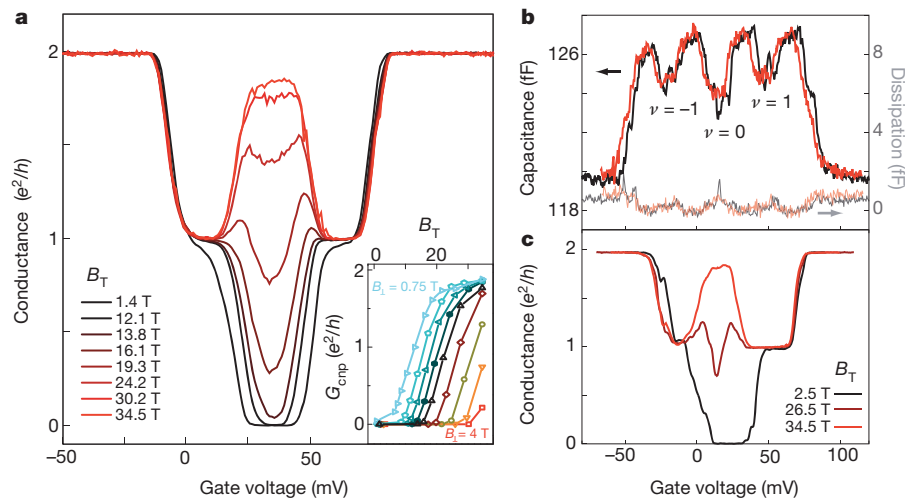 a
Conductance (e²/h)
2
1
0
−50
0
50
Gate voltage (mV)
B_T
1.4 T
12.1 T
13.8 T
16.1 T
19.3 T
24.2 T
30.2 T
34.5 T
B_T
0
20
2
1
0
G_cnp (e²/h)
B_⊥ = 0.75 T
B_⊥ = 4 T
b
Capacitance (fF)
126
118
ν = −1
ν = 0
ν = 1
8
4
0
Dissipation (fF)
c
Conductance (e²/h)
2
1
0
−50
0
50
100
Gate voltage (mV)
B_T
2.5 T
26.5 T
34.5 T